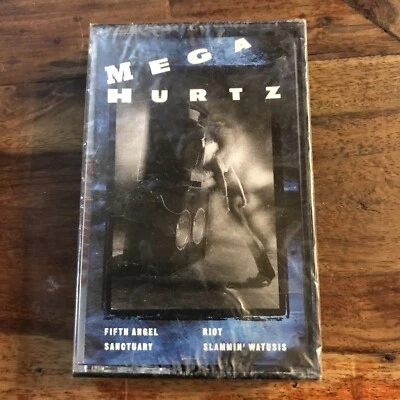 MEGA
HURTZ
FIFTH ANGEL RIOT
SANCTUARY SLAMMIN' WATUSIS